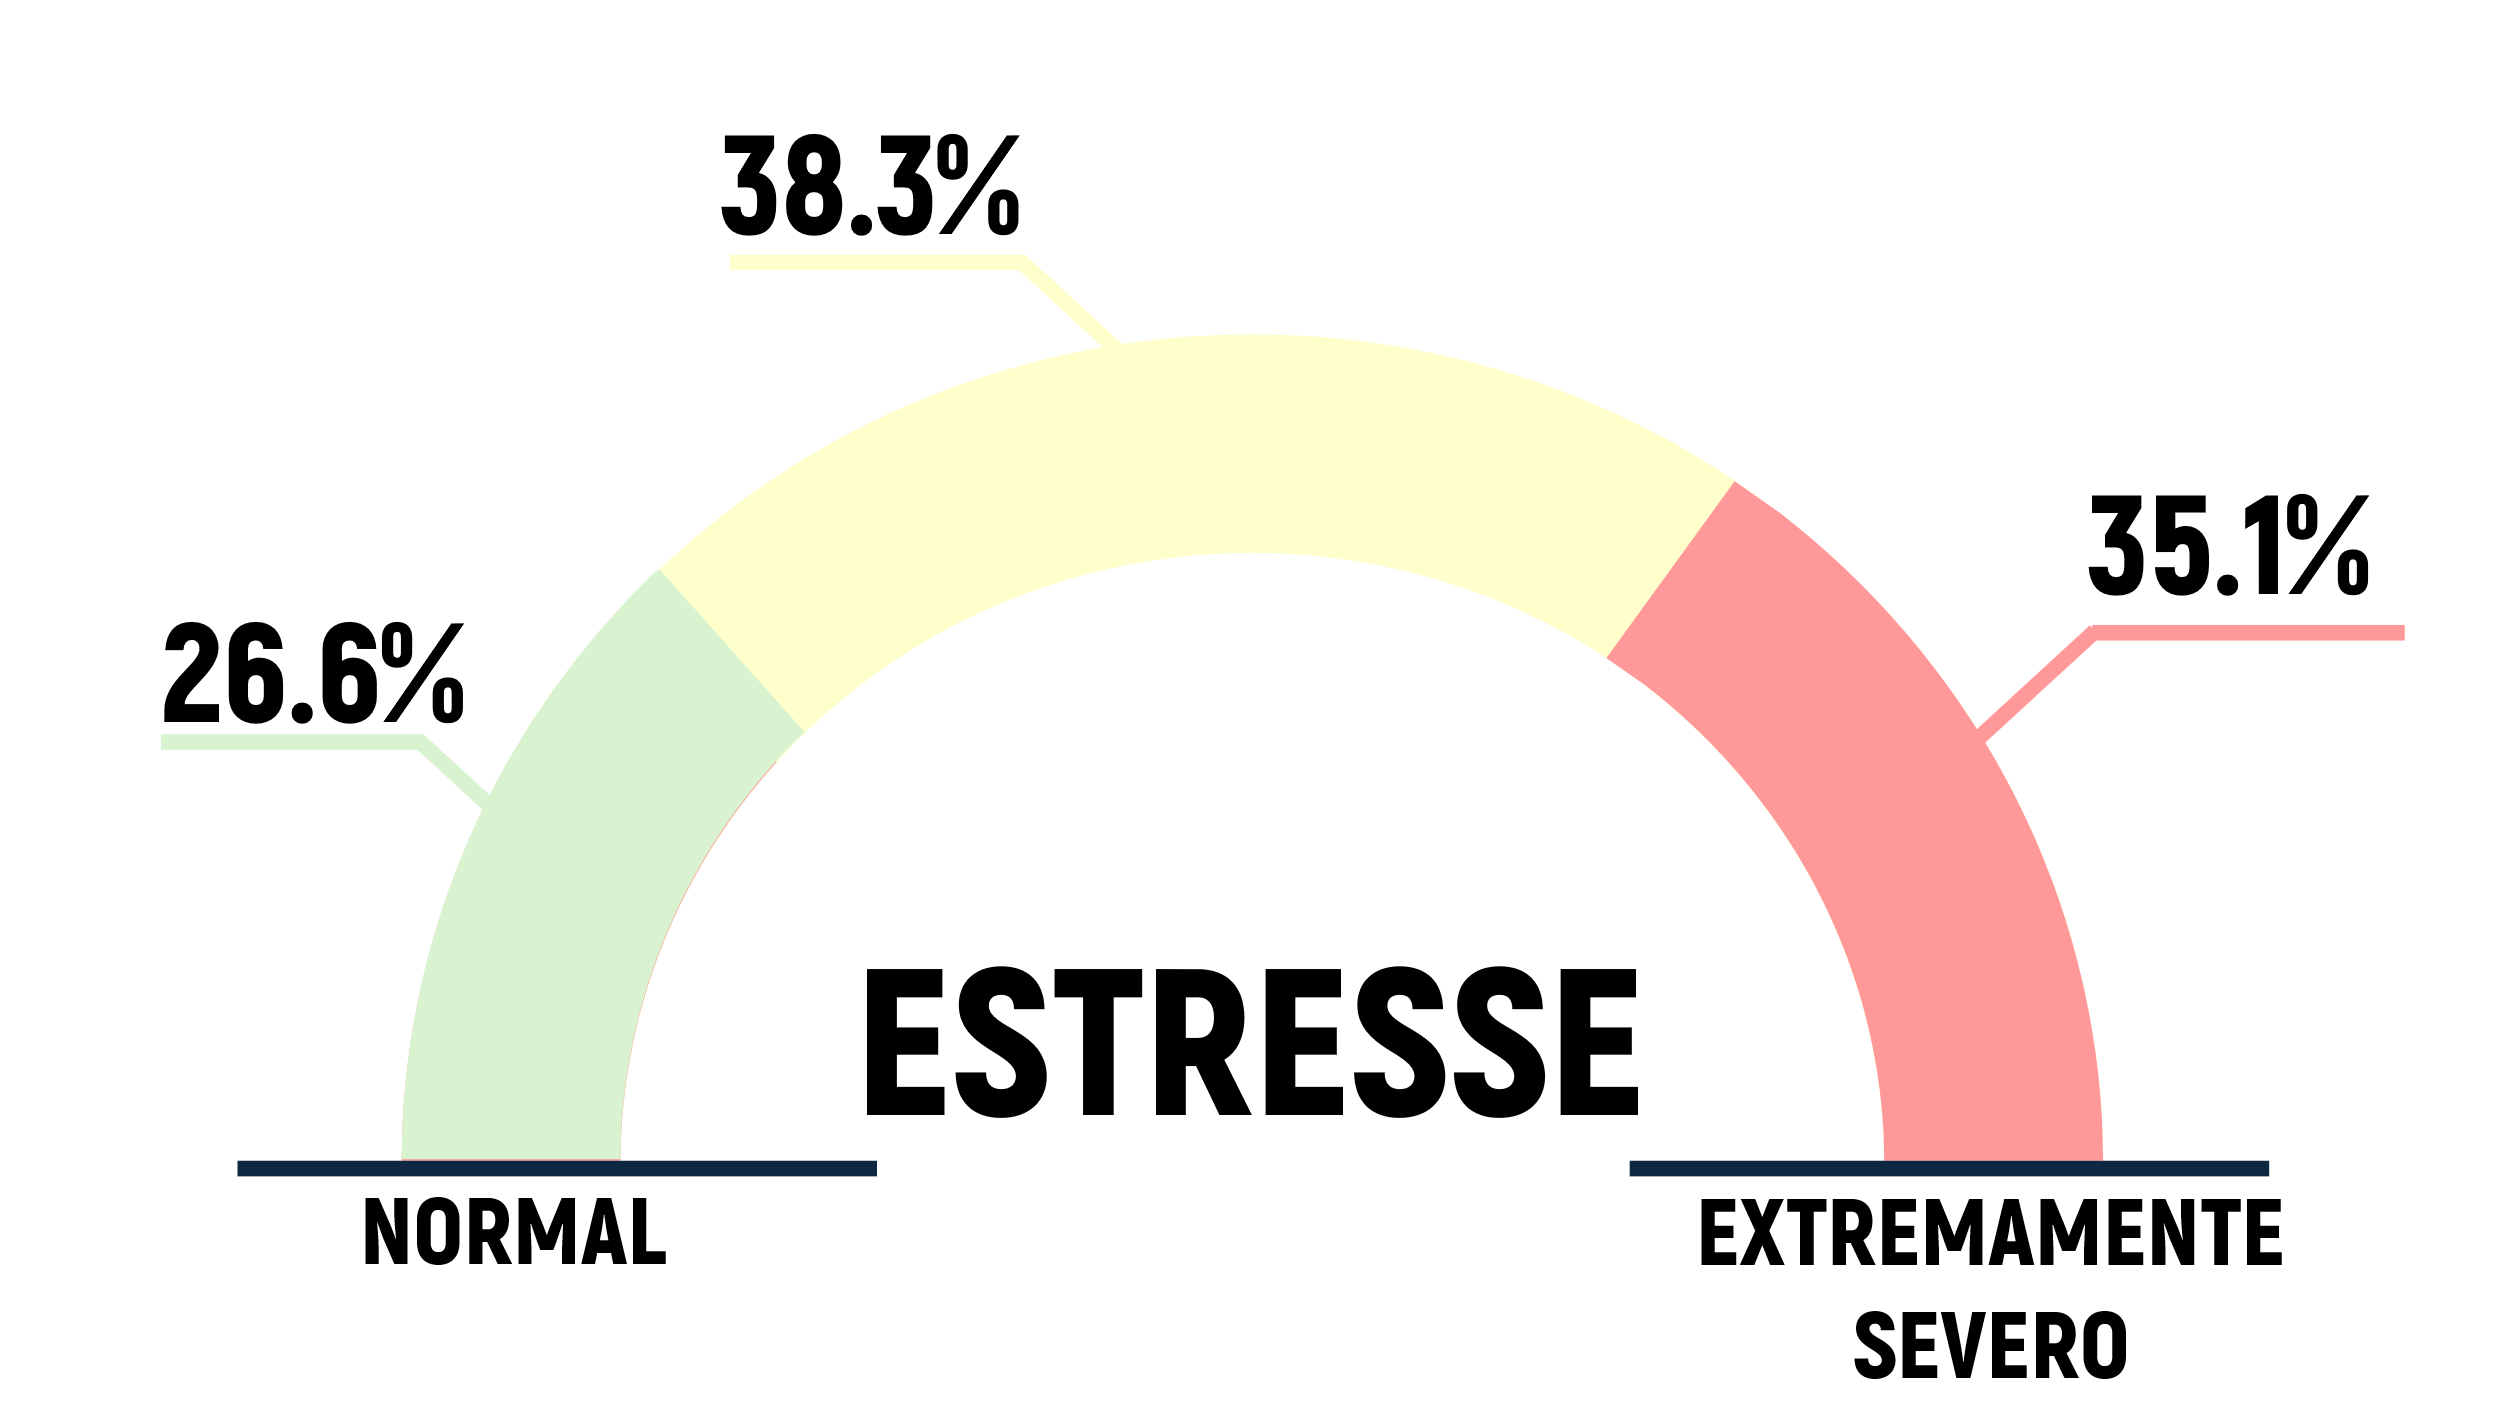 38.3%
35.1%
26.6%
ESTRESSE
NORMAL
EXTREMAMENTE
SEVERO